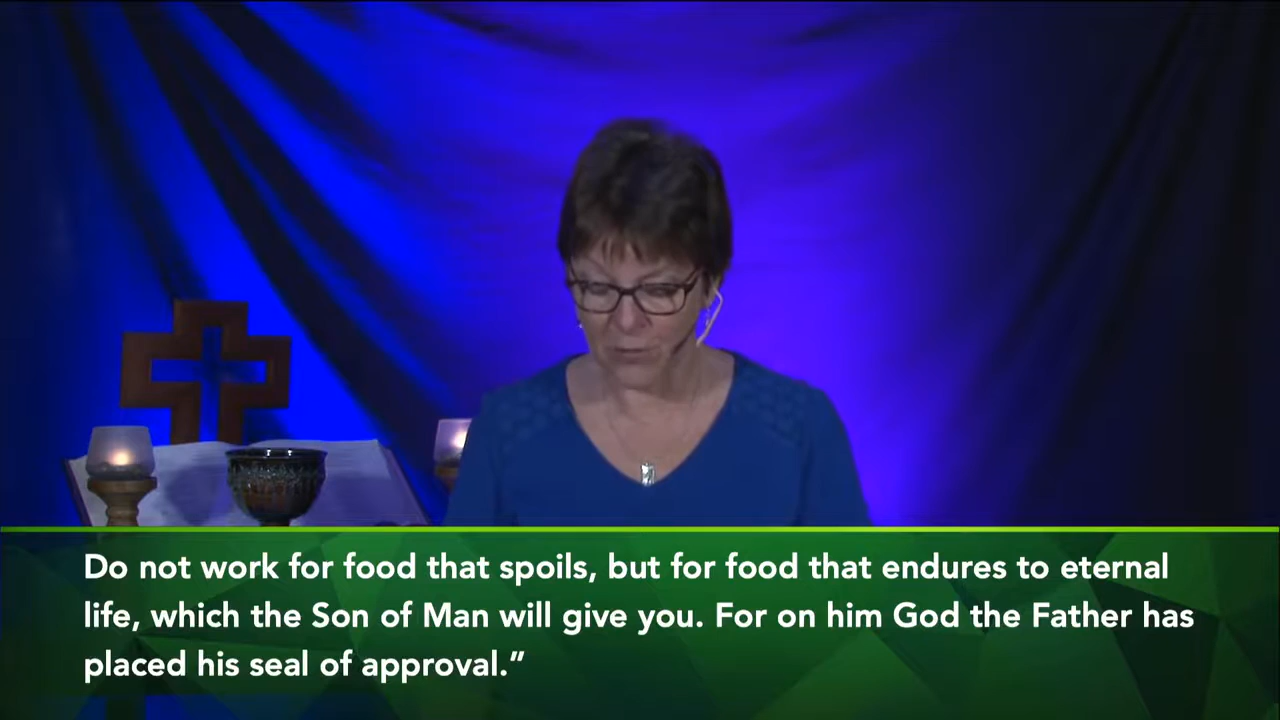 Do not work for food that spoils, but for food that endures to eternal
life, which the Son of Man will give you. For on him God the Father has
placed his seal of approval.”